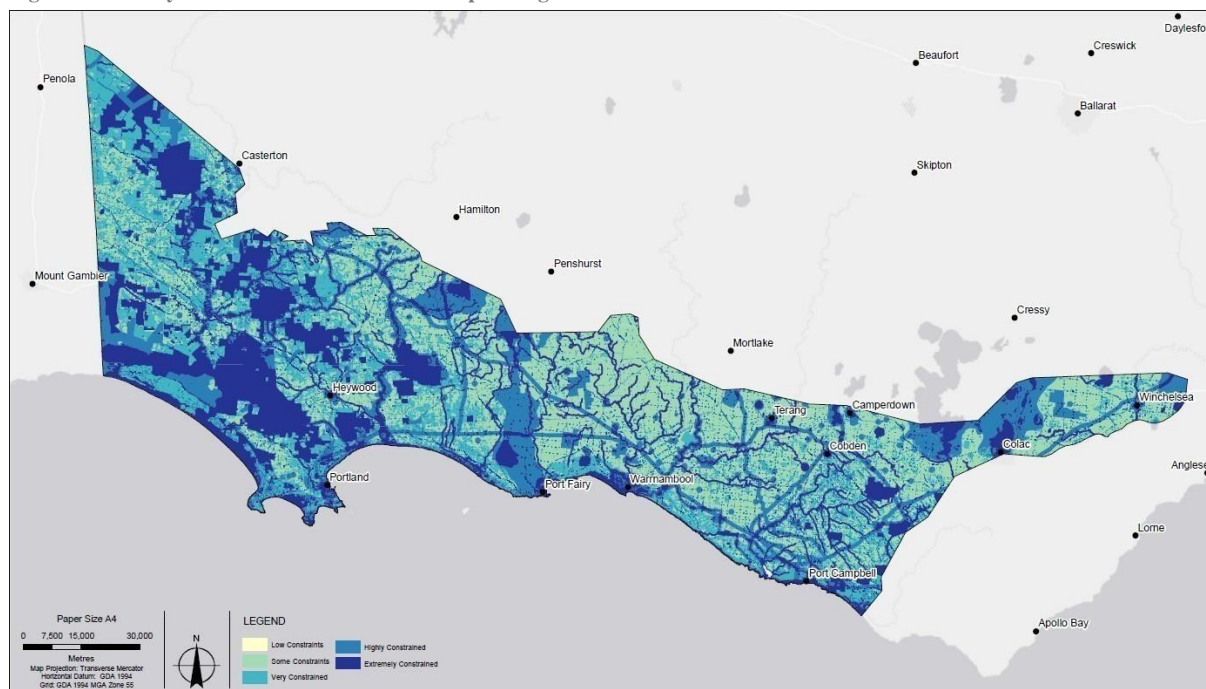 Daylesfo
Creswick
Beaufort
Penola
Ballarat
Casterton
Skipton
Hamilton
Penshurst
Mount Gambier
Cressy
Mortlake
Heywood
Winchelsea
Terang
Camperdown
Cobden
Colac
Anglese
Portland
Port Fairy
Warrnambool
Lorne
Port Campbell
Apollo Bay
Paper Size A4
0 7,500 15,000 30,000
Metres
Map Projection: Transverse Mercator
Horizontal Datum: GDA 1994
Grid: GDA 1994 MGA Zone 55
N
LEGEND
Low Constraints
Some Constraints
Very Constrained
Highly Constrained
Extremely Constrained